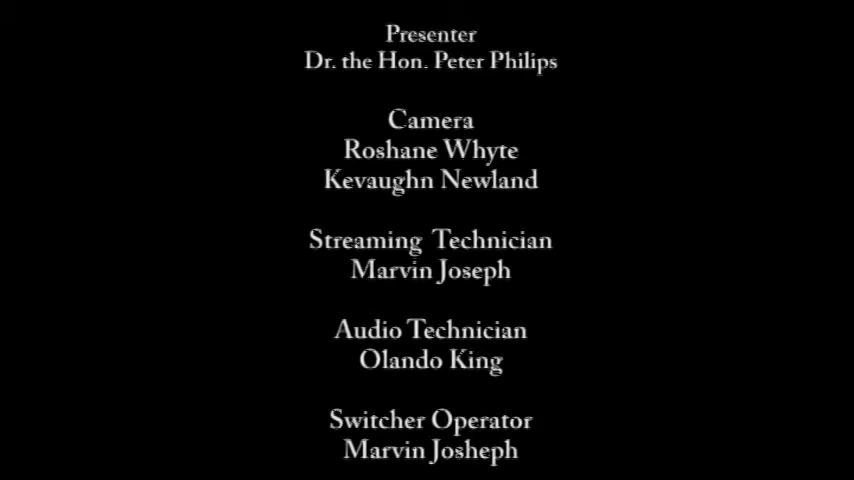 Presenter
Dr. the Hon. Peter Philips
Camera
Roshane Whyte
Kevaughn Newland
Streaming Technician
Marvin Joseph
Audio Technician
Olando King
Switcher Operator
Marvin Josheph